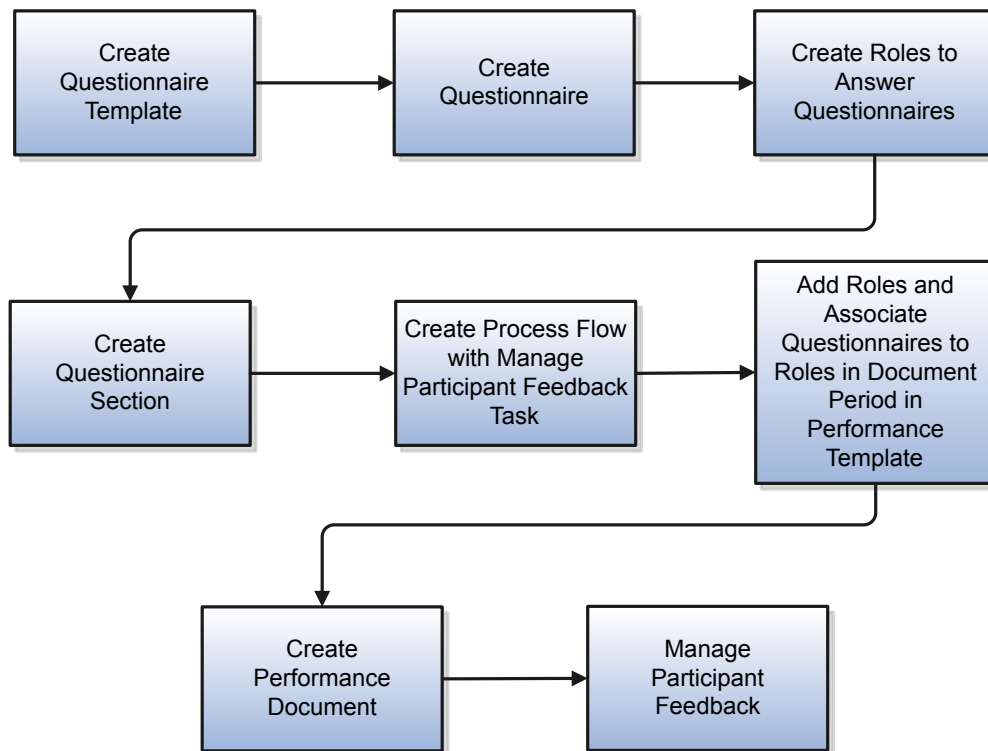 Create
Questionnaire
Template
Create
Questionnaire
Create Roles to
Answer
Questionnaires
Create
Questionnaire
Section
Create Process Flow
with Manage
Participant Feedback
Task
Add Roles and
Associate
Questionnaires to
Roles in Document
Period in
Performance
Template
Create
Performance
Document
Manage
Participant
Feedback